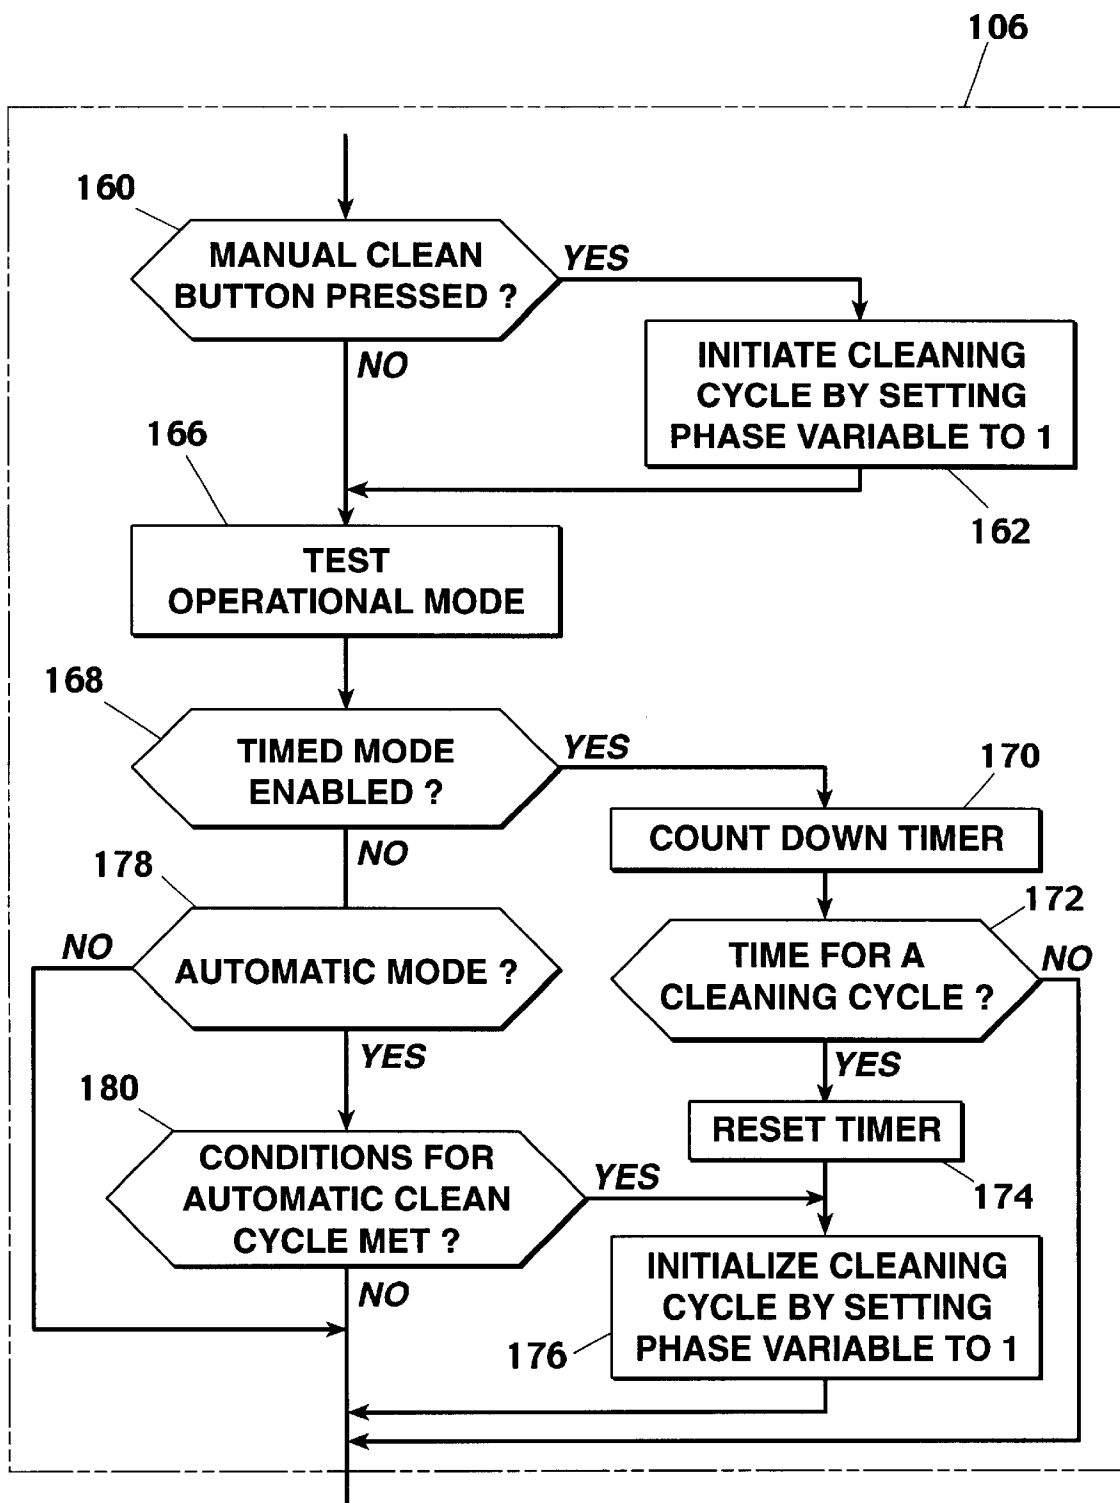 106
160
MANUAL CLEAN
BUTTON PRESSED ?
YES
NO
INITIATE CLEANING
CYCLE BY SETTING
PHASE VARIABLE TO 1
162
166
TEST
OPERATIONAL MODE
168
TIMED MODE
ENABLED ?
YES
NO
170
COUNT DOWN TIMER
172
TIME FOR A
CLEANING CYCLE ?
NO
YES
178
NO
AUTOMATIC MODE ?
YES
RESET TIMER
174
180
CONDITIONS FOR
AUTOMATIC CLEAN
CYCLE MET ?
YES
NO
INITIALIZE CLEANING
CYCLE BY SETTING
PHASE VARIABLE TO 1
176